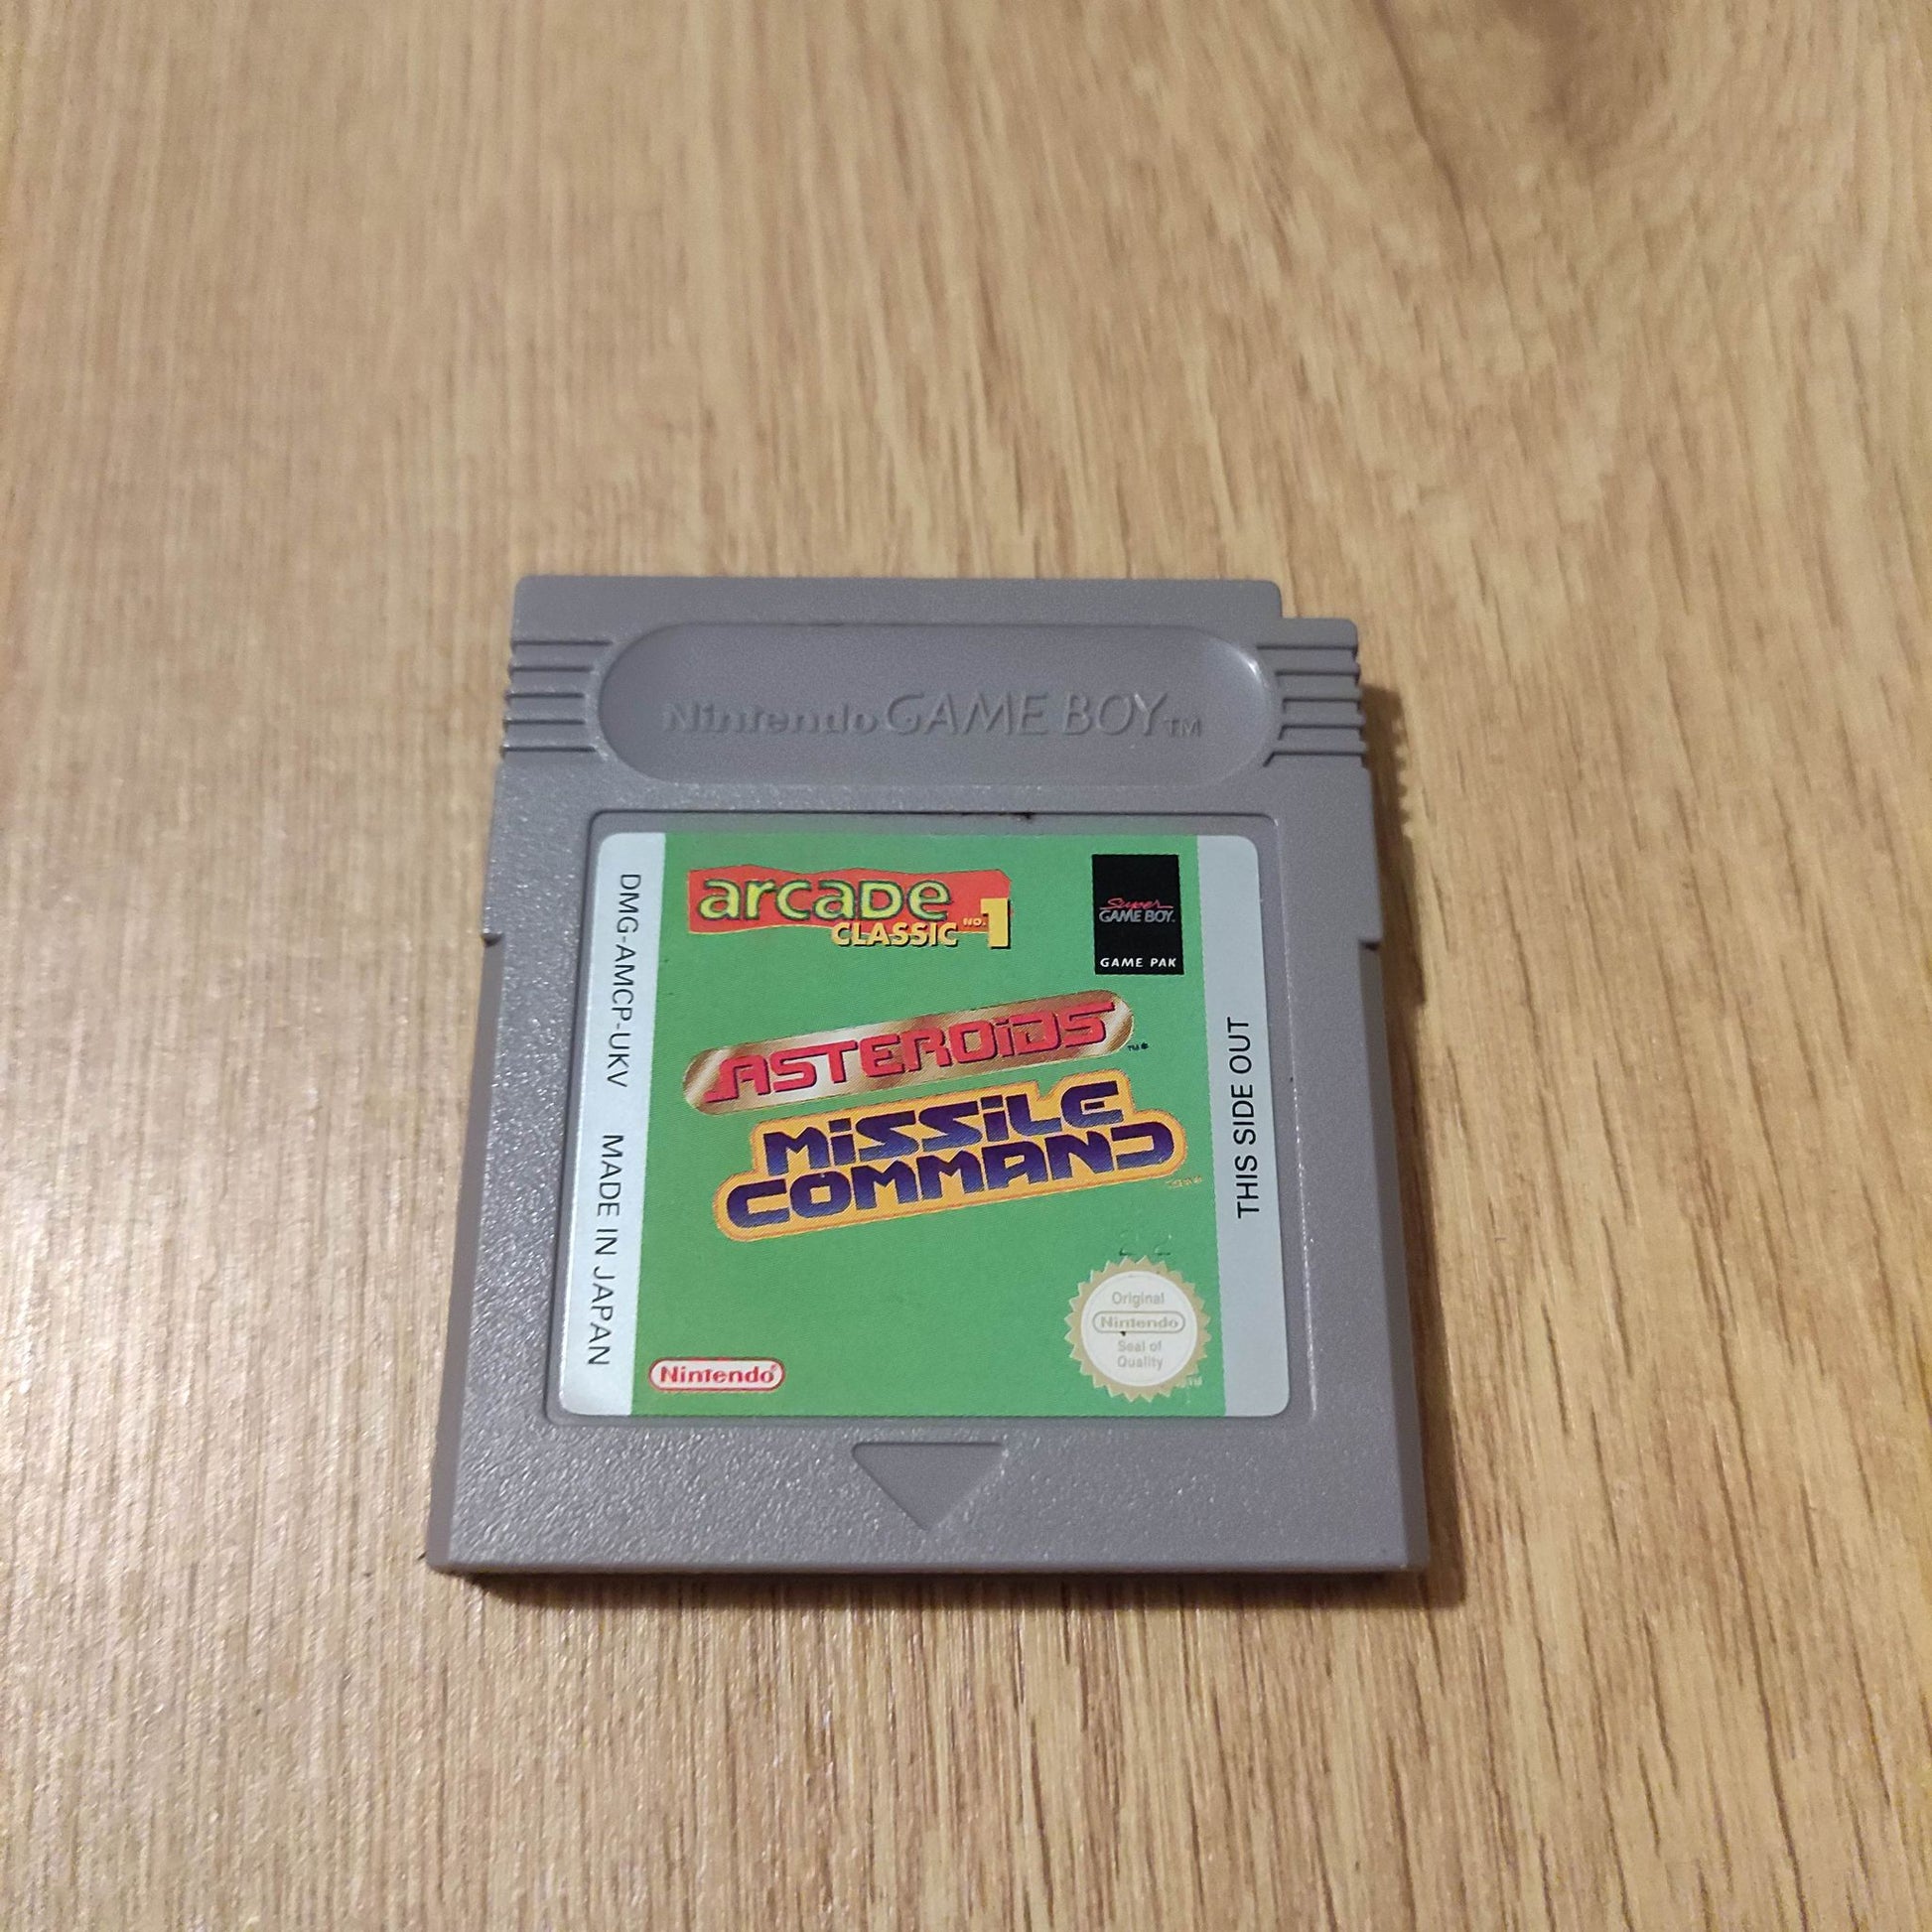 Nintendo GAME BOY TM
arcade
CLASSIC NO. 1
Super
GAME BOY
GAME PAK
DMG-AMCP-UKV MADE IN JAPAN
ASTEROiDS TM
MiSSiLE
COMMAND
THIS SIDE OUT
Nintendo®
Original
Nintendo
Seal of
Quality